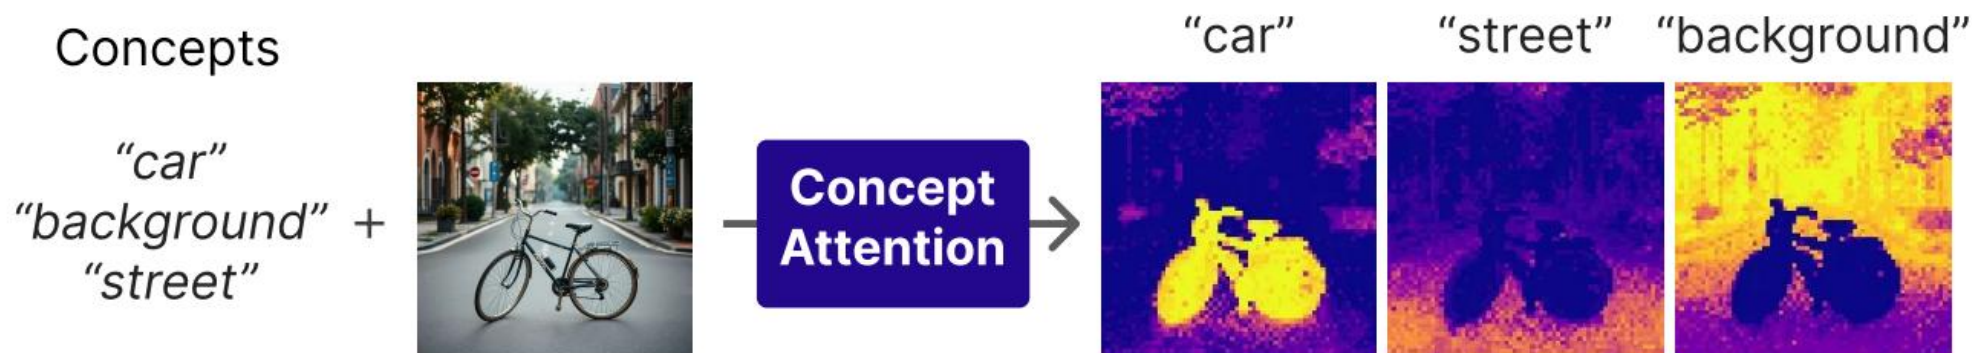 Concepts
“car”
“background” +
“street”
Concept
Attention
“car” “street” “background”